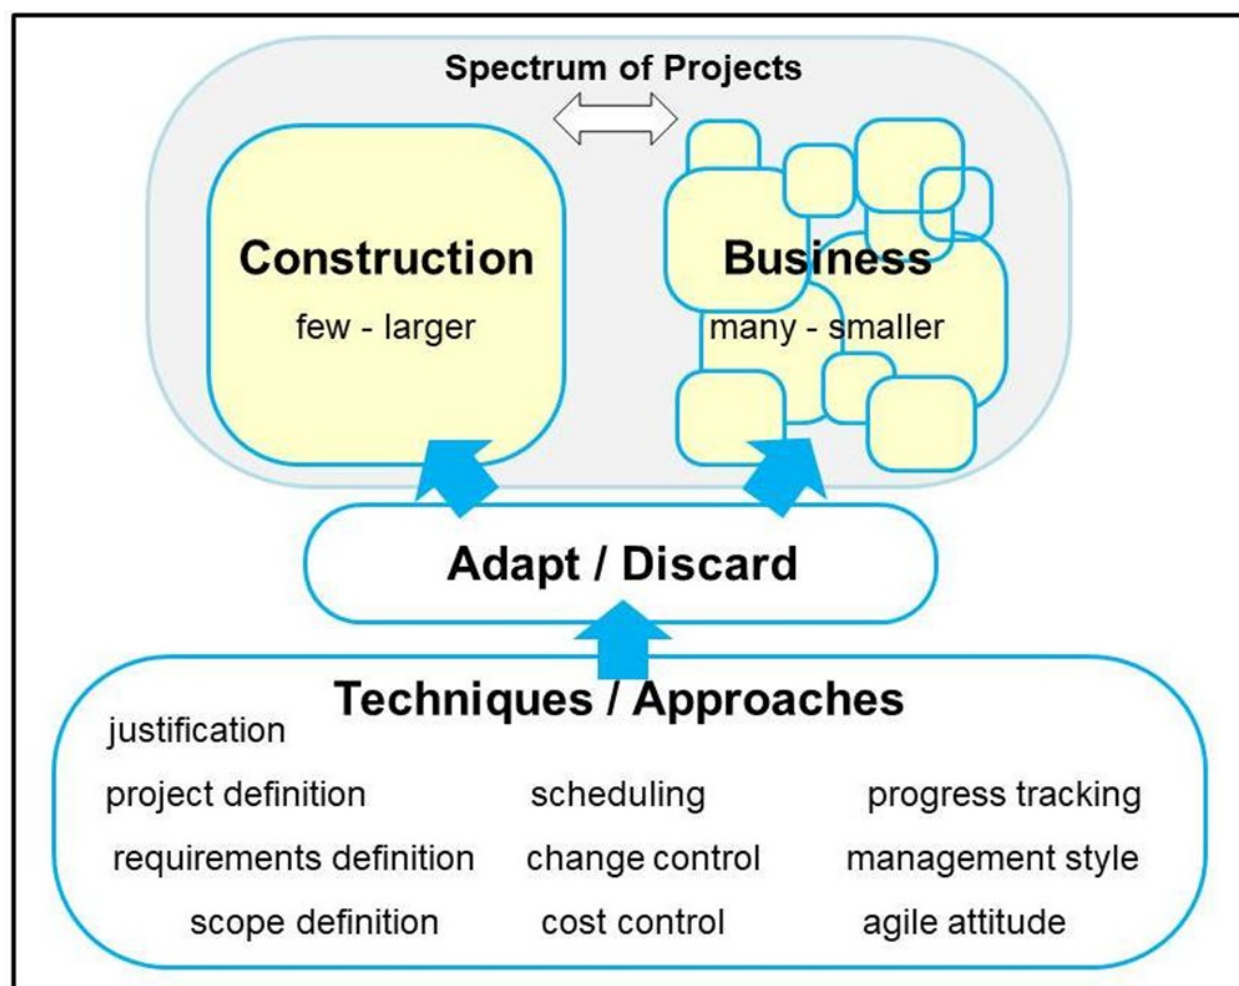 Spectrum of Projects
Construction
few - larger
Business
many - smaller
Adapt / Discard
Techniques / Approaches
justification
project definition
scheduling
progress tracking
requirements definition
change control
management style
scope definition
cost control
agile attitude